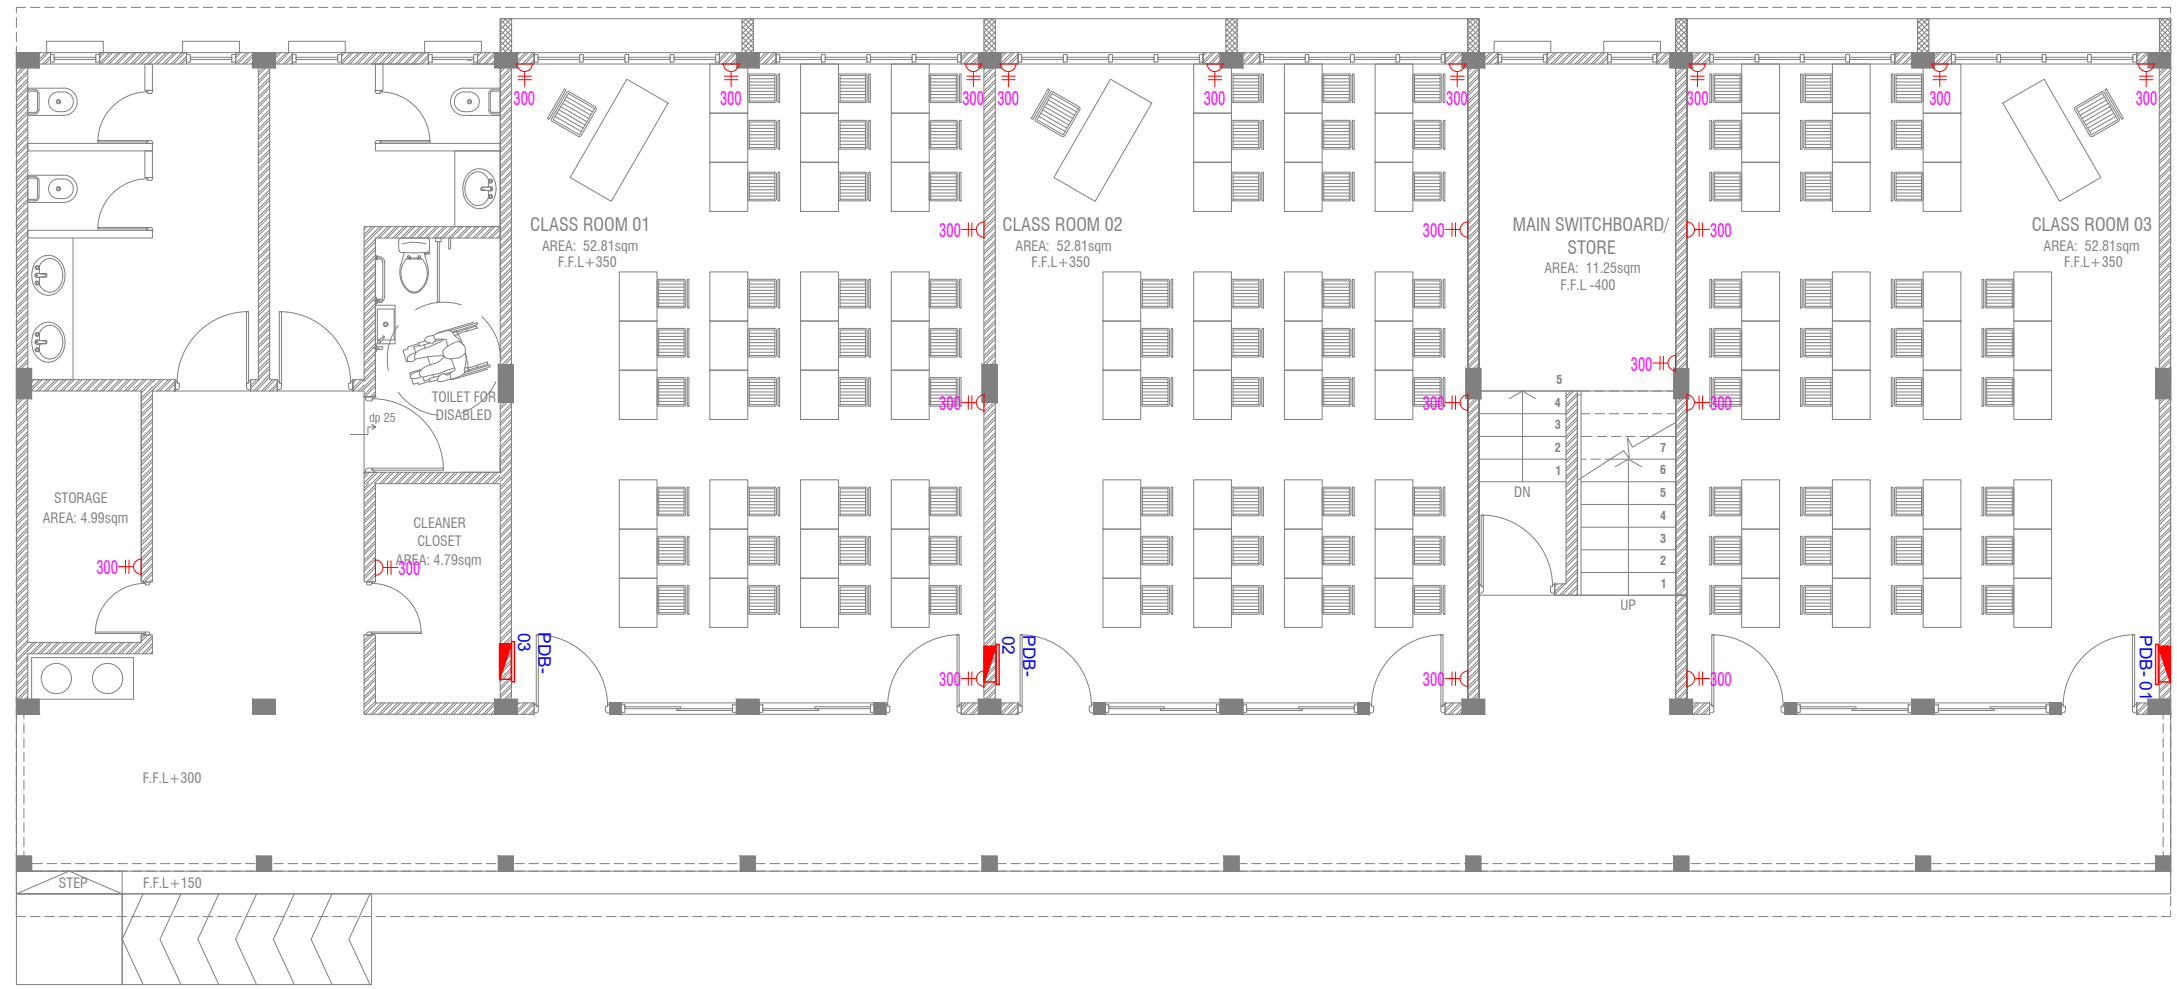 300
300
300
300
300
300
300
300
300
CLASS ROOM 01
AREA: 52.81sqm
F.F.L+350
300
CLASS ROOM 02
AREA: 52.81sqm
F.F.L+350
300
MAIN SWITCHBOARD/
STORE
AREA: 11.25sqm
F.F.L -400
300
CLASS ROOM 03
AREA: 52.81sqm
F.F.L+350
300
TOILET FOR
DISABLED
dp 25
300
300
300
5
4
3
2
1
DN
7
6
5
4
3
2
1
UP
STORAGE
AREA: 4.99sqm
300
CLEANER
CLOSET
AREA: 4.79sqm
300
PDB-
03
PDB-
02
PDB- 01
300
300
300
F.F.L+300
STEP
F.F.L+150